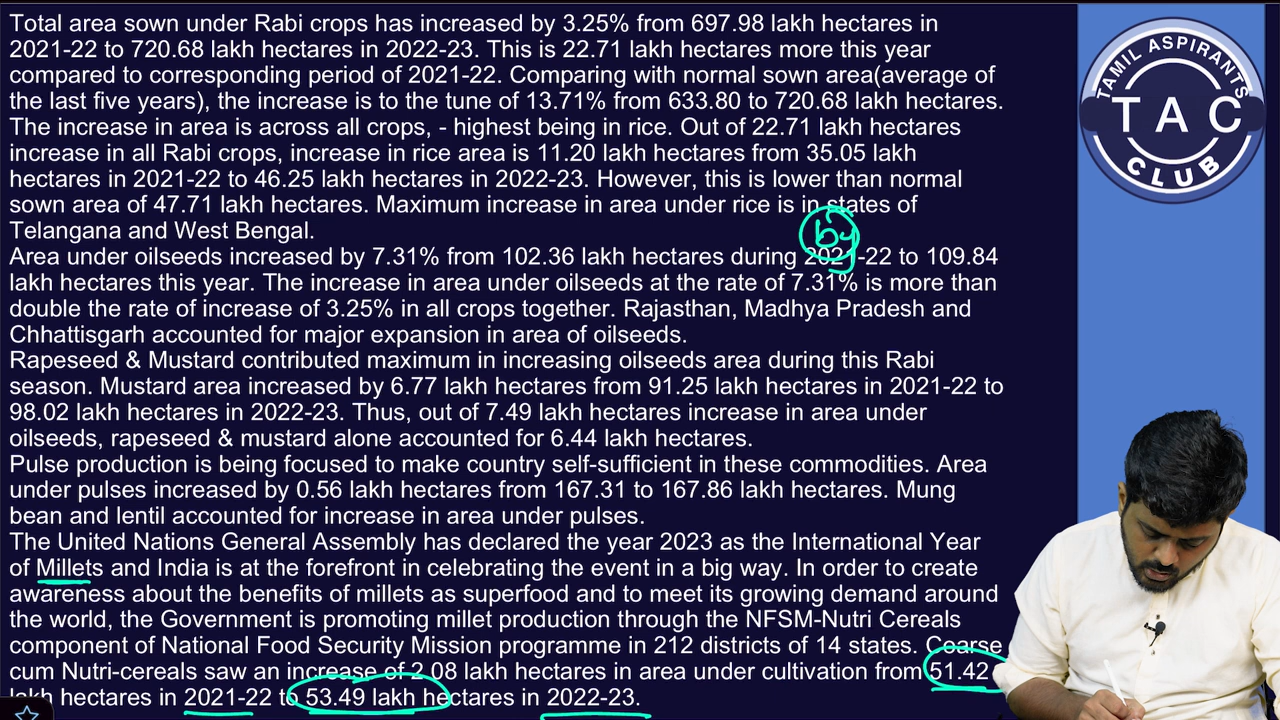 Total area sown under Rabi crops has increased by 3.25% from 697.98 lakh hectares in
2021-22 to 720.68 lakh hectares in 2022-23. This is 22.71 lakh hectares more this year
compared to corresponding period of 2021-22. Comparing with normal sown area(average of
the last five years), the increase is to the tune of 13.71% from 633.80 to 720.68 lakh hectares.
The increase in area is across all crops, - highest being in rice. Out of 22.71 lakh hectares
increase in all Rabi crops, increase in rice area is 11.20 lakh hectares from 35.05 lakh
hectares in 2021-22 to 46.25 lakh hectares in 2022-23. However, this is lower than normal
sown area of 47.71 lakh hectares. Maximum increase in area under rice is in states of
Telangana and West Bengal.
by
Area under oilseeds increased by 7.31% from 102.36 lakh hectares during 2021-22 to 109.84
lakh hectares this year. The increase in area under oilseeds at the rate of 7.31% is more than
double the rate of increase of 3.25% in all crops together. Rajasthan, Madhya Pradesh and
Chhattisgarh accounted for major expansion in area of oilseeds.
Rapeseed & Mustard contributed maximum in increasing oilseeds area during this Rabi
season. Mustard area increased by 6.77 lakh hectares from 91.25 lakh hectares in 2021-22 to
98.02 lakh hectares in 2022-23. Thus, out of 7.49 lakh hectares increase in area under
oilseeds, rapeseed & mustard alone accounted for 6.44 lakh hectares.
Pulse production is being focused to make country self-sufficient in these commodities. Area
under pulses increased by 0.56 lakh hectares from 167.31 to 167.86 lakh hectares. Mung
bean and lentil accounted for increase in area under pulses.
The United Nations General Assembly has declared the year 2023 as the International Year
of Millets and India is at the forefront in celebrating the event in a big way. In order to create
awareness about the benefits of millets as superfood and to meet its growing demand around
the world, the Government is promoting millet production through the NFSM-Nutri Cereals
component of National Food Security Mission programme in 212 districts of 14 states. Coarse
cum Nutri-cereals saw an increase of 2.08 lakh hectares in area under cultivation from 51.42
lakh hectares in 2021-22 to 53.49 lakh hectares in 2022-23.
TAMIL ASPIRANTS
TAC
CLUB